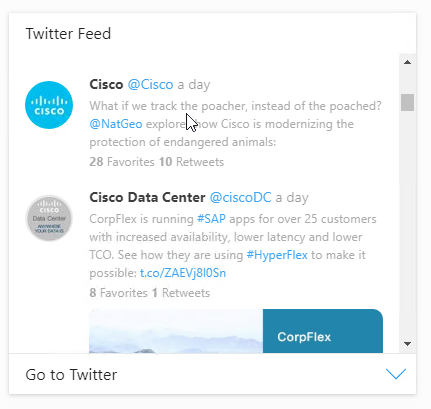 Twitter Feed
Cisco @Cisco a day
What if we track the poacher, instead of the poached?
@NatGeo explore how Cisco is modernizing the
protection of endangered animals:
28 Favorites 10 Retweets
CISCO
Cisco Data Center @ciscoDC a day
CorpFlex is running #SAP apps for over 25 customers
with increased availability, lower latency and lower
TCO. See how they are using #HyperFlex to make it
possible: t.co/ZAEVj8l0Sn
8 Favorites 1 Retweets
CISCO
Data Center
ANYWHERE
YOUR DATA IS
CorpFlex
Go to Twitter